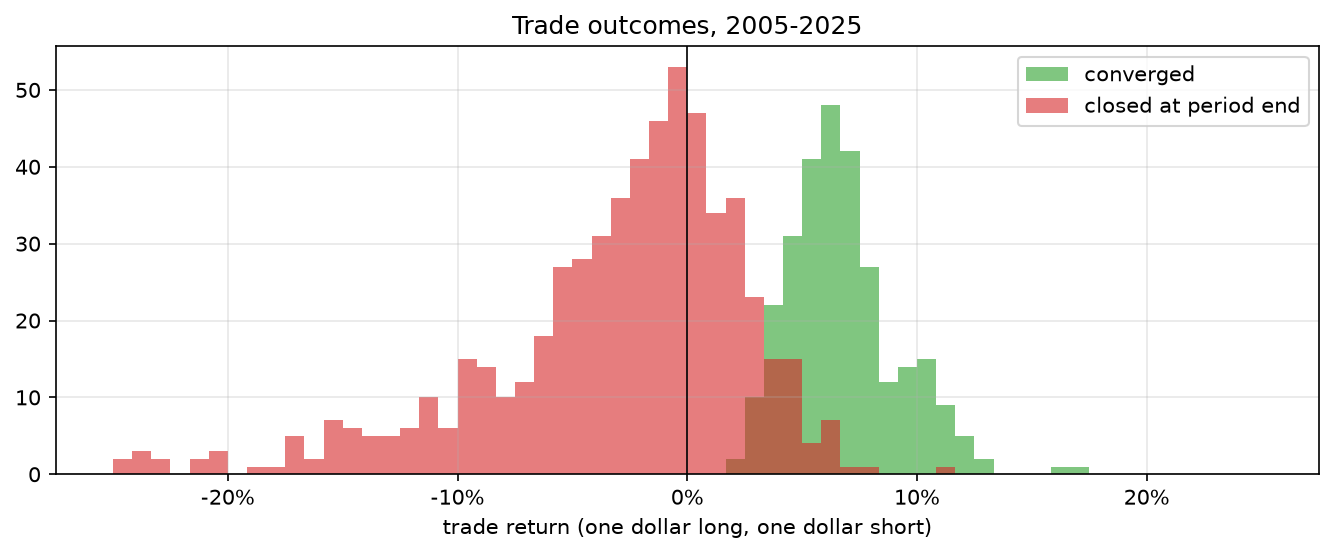 Trade outcomes, 2005-2025
converged
closed at period end
50
40
30
20
10
0
-20%
-10%
0%
10%
20%
trade return (one dollar long, one dollar short)